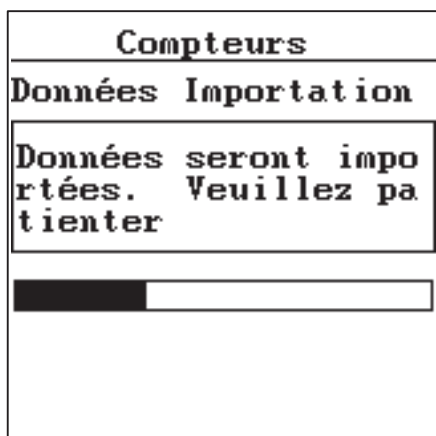 Compteurs
Données Importation
Données seront impo
rtées. Veuillez pa
tienter